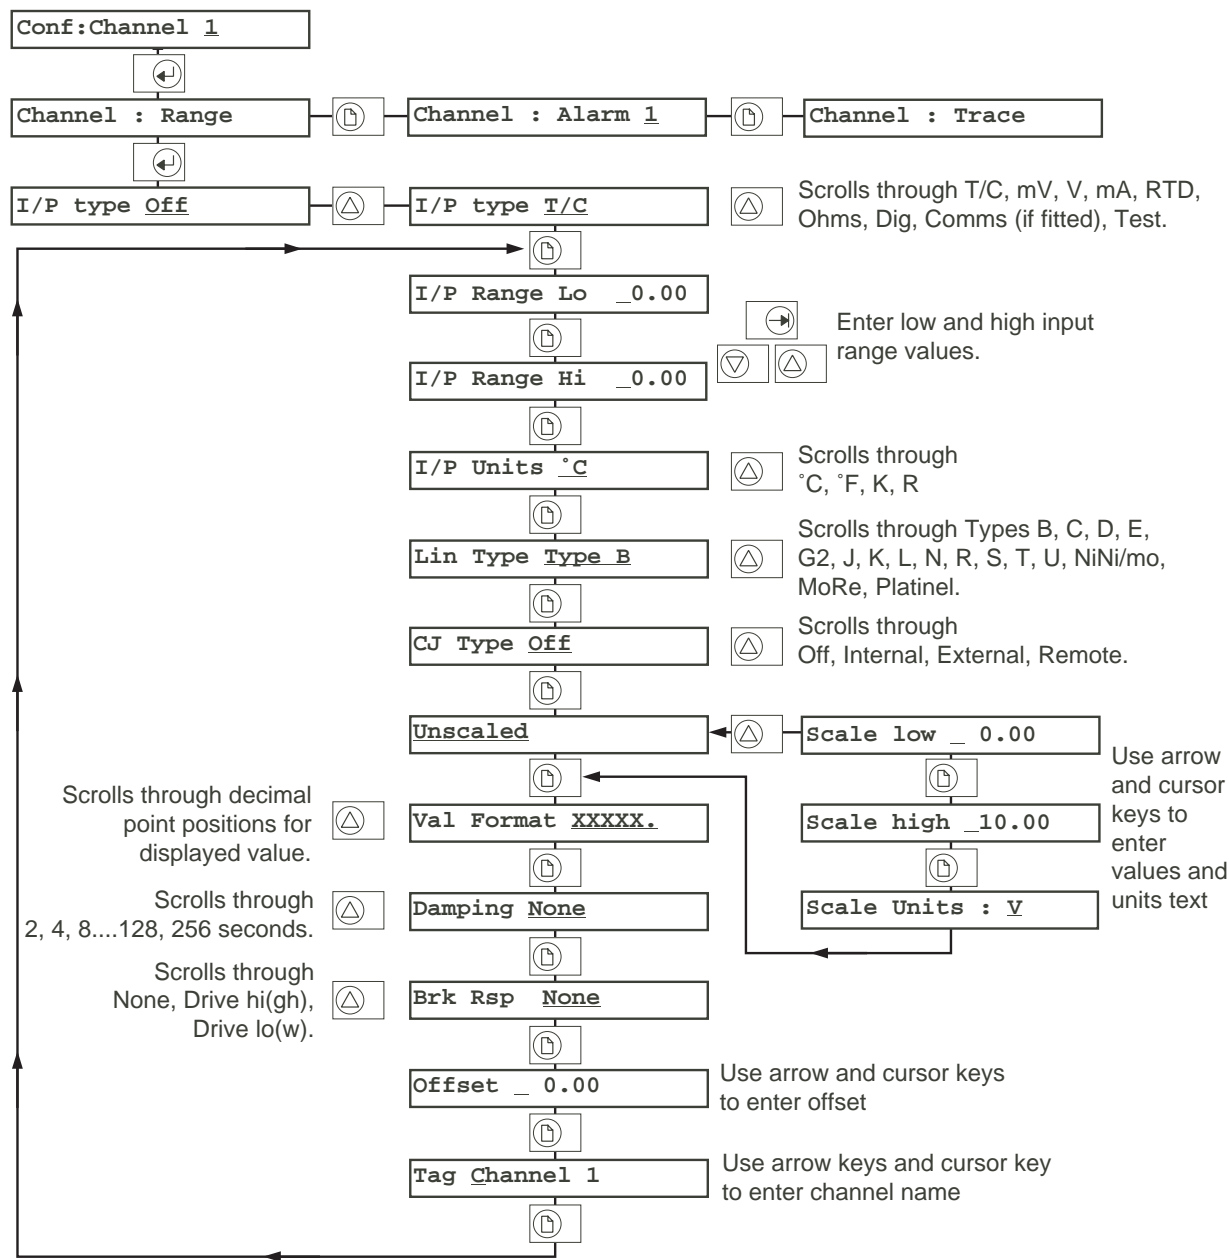 Conf:Channel 1
Channel : Range
Channel : Alarm 1
Channel : Trace
I/P type Off
I/P type T/C
Scrolls through T/C, mV, V, mA, RTD,
Ohms, Dig, Comms (if fitted), Test.
I/P Range Lo _0.00
I/P Range Hi _0.00
Enter low and high input
range values.
I/P Units ˚C
Scrolls through
˚C, ˚F, K, R
Lin Type Type B
Scrolls through Types B, C, D, E,
G2, J, K, L, N, R, S, T, U, NiNi/mo,
MoRe, Platinel.
CJ Type Off
Scrolls through
Off, Internal, External, Remote.
Unscaled
Scale low _ 0.00
Scale high _10.00
Scale Units : V
Use arrow
and cursor
keys to
enter
values and
units text
Scrolls through decimal
point positions for
displayed value.
Val Format XXXXX.
Scrolls through
2, 4, 8....128, 256 seconds.
Damping None
Scrolls through
None, Drive hi(gh),
Drive lo(w).
Brk Rsp None
Offset _ 0.00
Use arrow and cursor keys
to enter offset
Tag Channel 1
Use arrow keys and cursor key
to enter channel name